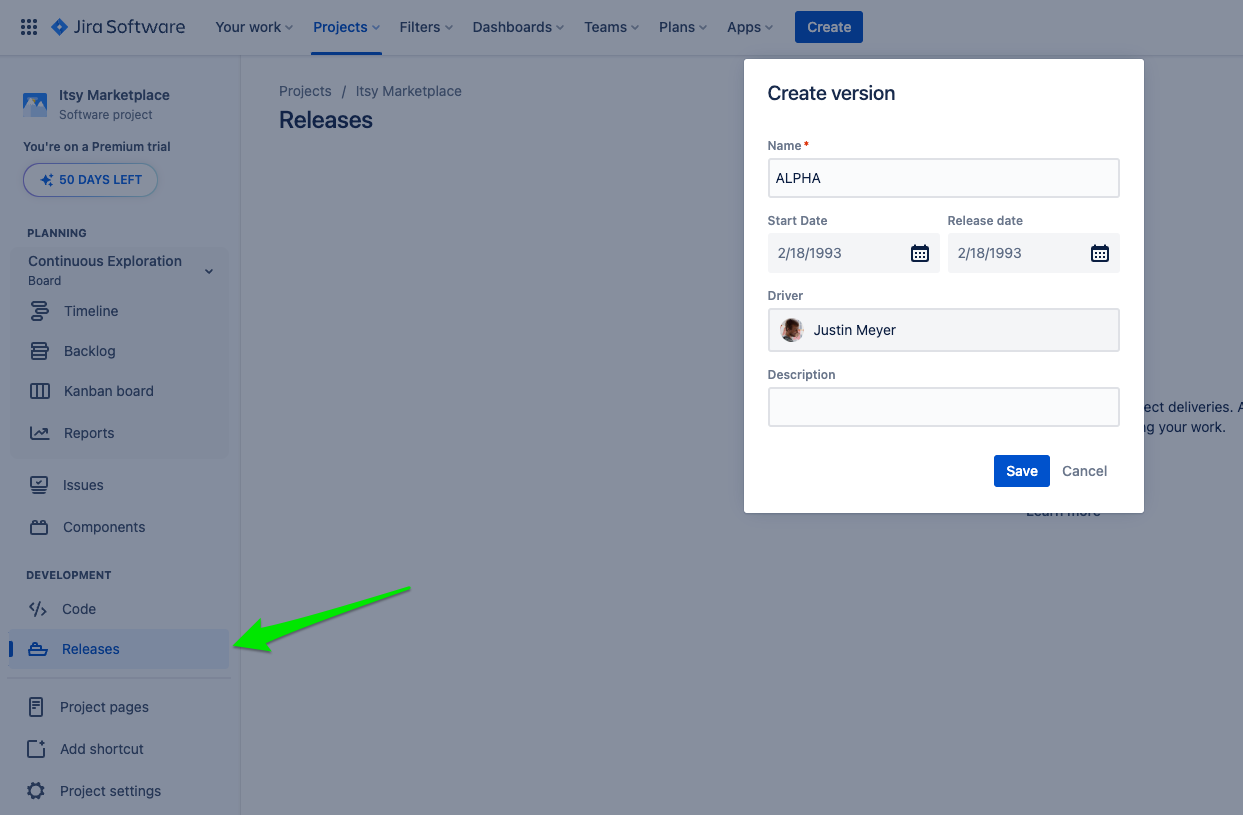 Jira Software Your work Projects Filters Dashboards Teams Plans Apps Create
Itsy Marketplace
Software project
You're on a Premium trial
50 DAYS LEFT
PLANNING
Continuous Exploration
Board
Timeline
Backlog
Kanban board
Reports
Issues
Components
DEVELOPMENT
Code
Releases
Project pages
Add shortcut
Project settings
Projects / Itsy Marketplace
Releases
Create version
Name*
ALPHA
Start Date Release date
2/18/1993 2/18/1993
Driver
Justin Meyer
Description
Save Cancel
ect deliveries. A
g your work.
Learn more